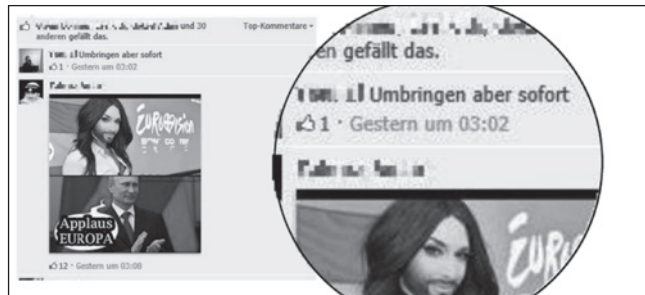 und 30
Top-Kommentare
anderen gefällt das.
Umbringen aber sofort
1 · Gestern um 03:02
EUROVISION
Applaus
EUROPA
12 · Gestern um 03:08
en gefällt das.
Umbringen aber sofort
1 · Gestern um 03:02